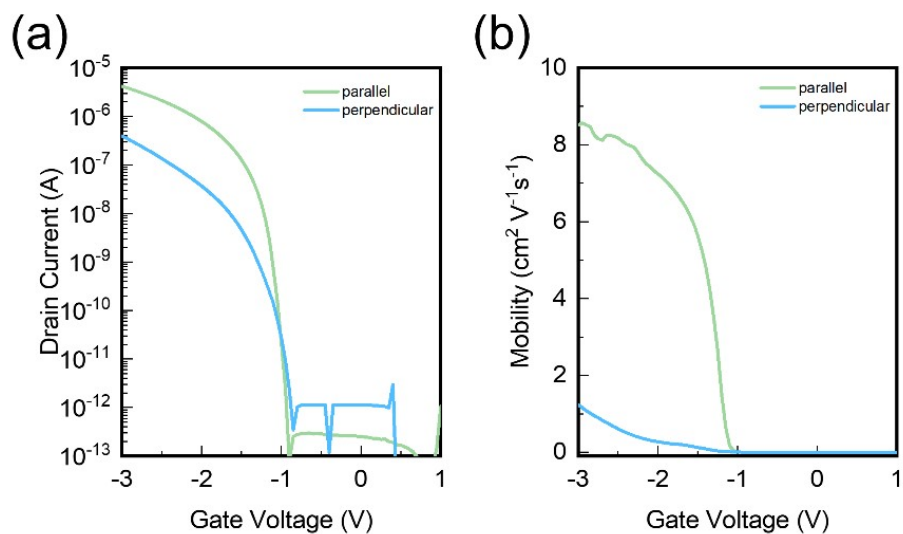 (a)
(b)
10⁻⁵
10⁻⁶
10⁻⁷
10⁻⁸
10⁻⁹
10⁻¹⁰
10⁻¹¹
10⁻¹²
10⁻¹³
Drain Current (A)
parallel
perpendicular
-3 -2 -1 0 1
Gate Voltage (V)
10
8
6
4
2
0
Mobility (cm² V⁻¹s⁻¹)
parallel
perpendicular
-3 -2 -1 0 1
Gate Voltage (V)